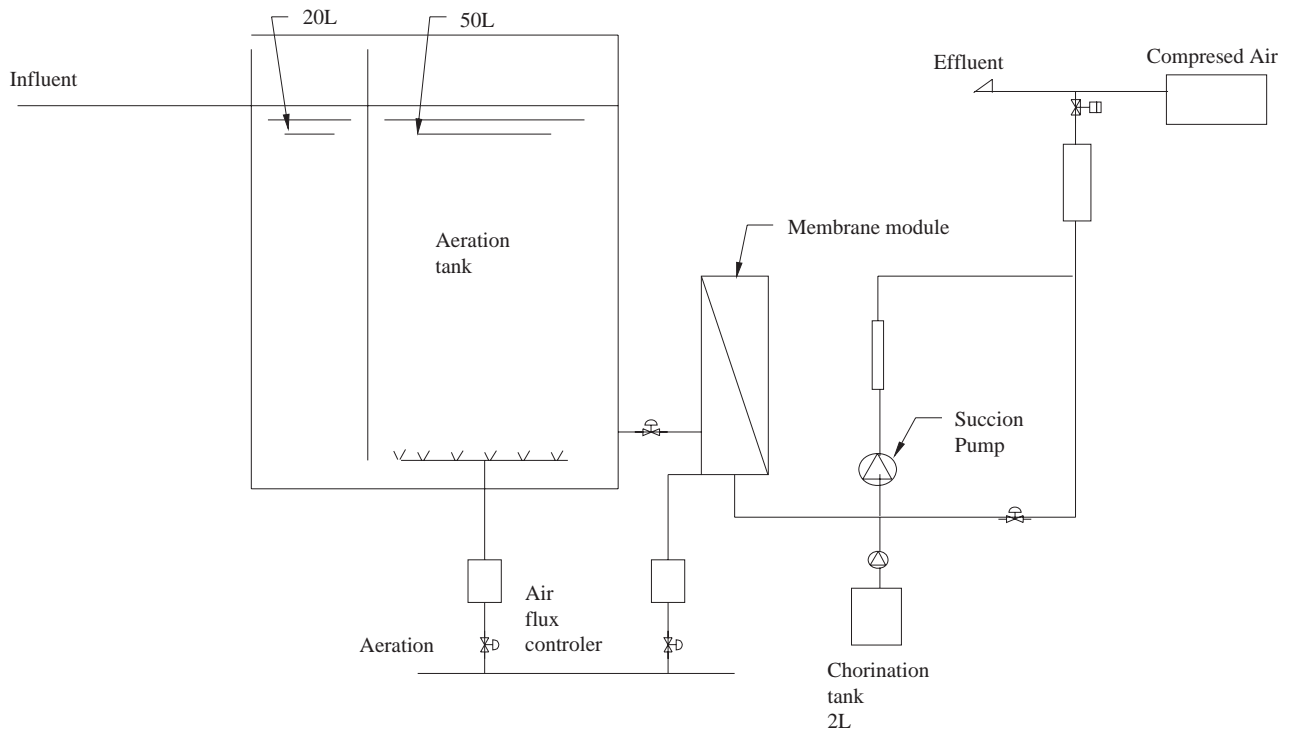 20L
50L
Influent
Effluent
Compresed Air
Aeration
tank
Membrane module
Succion
Pump
Air
flux
controler
Aeration
Chorination
tank
2L